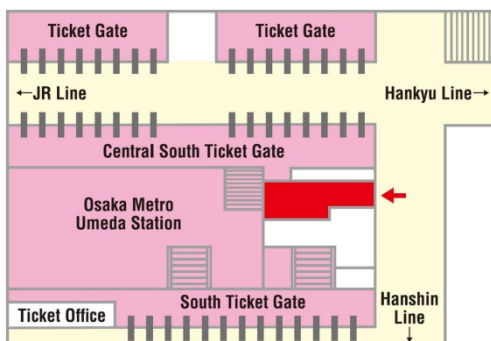 Ticket Gate
Ticket Gate
←JR Line
Hankyu Line→
Central South Ticket Gate
Osaka Metro
Umeda Station
South Ticket Gate
Ticket Office
Hanshin
Line
↓